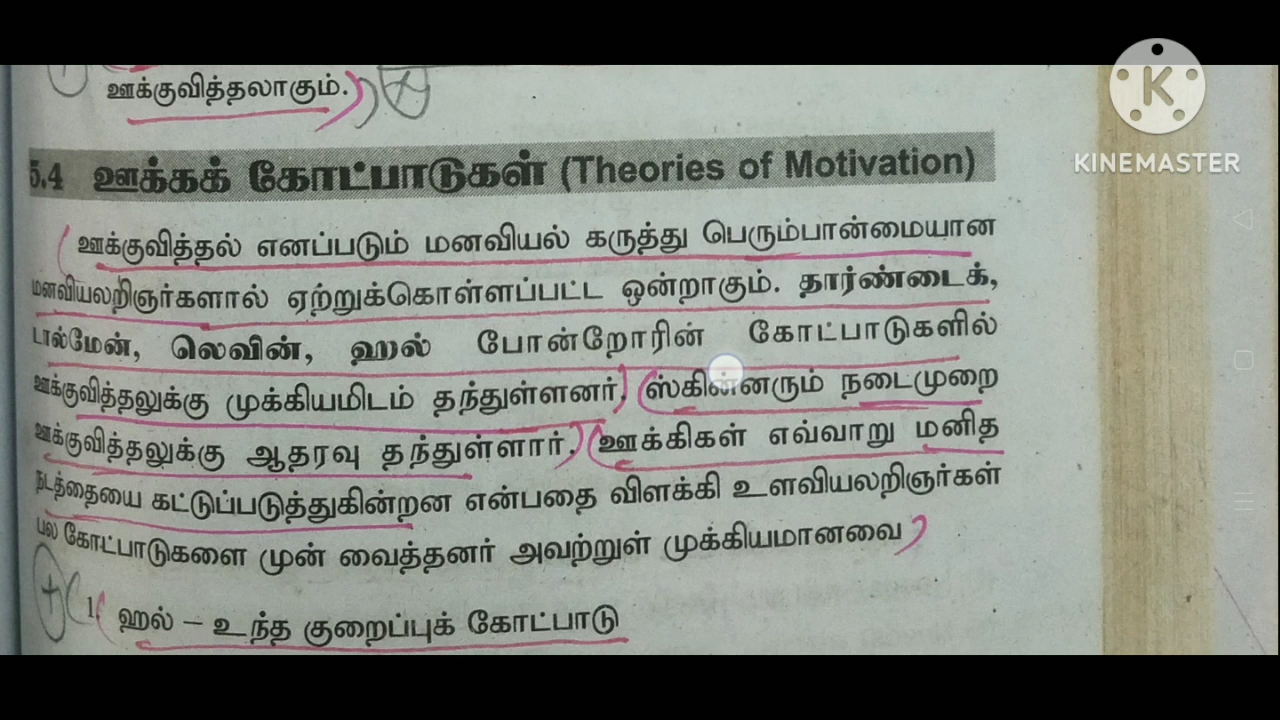 ஊக்குவித்தலாகும்.
5.4 ஊக்கக் கோட்பாடுகள் (Theories of Motivation)
ஊக்குவித்தல் எனப்படும் மனவியல் கருத்து பெரும்பான்மையான
மனவியலறிஞர்களால் ஏற்றுக்கொள்ளப்பட்ட ஒன்றாகும். தார்ண்டைக்,
டால்மேன், லெவின், ஹல் போன்றோரின் கோட்பாடுகளில்
ஊக்குவித்தலுக்கு முக்கியமிடம் தந்துள்ளனர். ஸ்கின்னரும் நடைமுறை
ஊக்குவித்தலுக்கு ஆதரவு தந்துள்ளார். ஊக்கிகள் எவ்வாறு மனித
நடத்தையை கட்டுப்படுத்துகின்றன என்பதை விளக்கி உளவியலறிஞர்கள்
பல கோட்பாடுகளை முன் வைத்தனர் அவற்றுள் முக்கியமானவை
1. ஹல் – உந்த குறைப்புக் கோட்பாடு
K
KINEMASTER